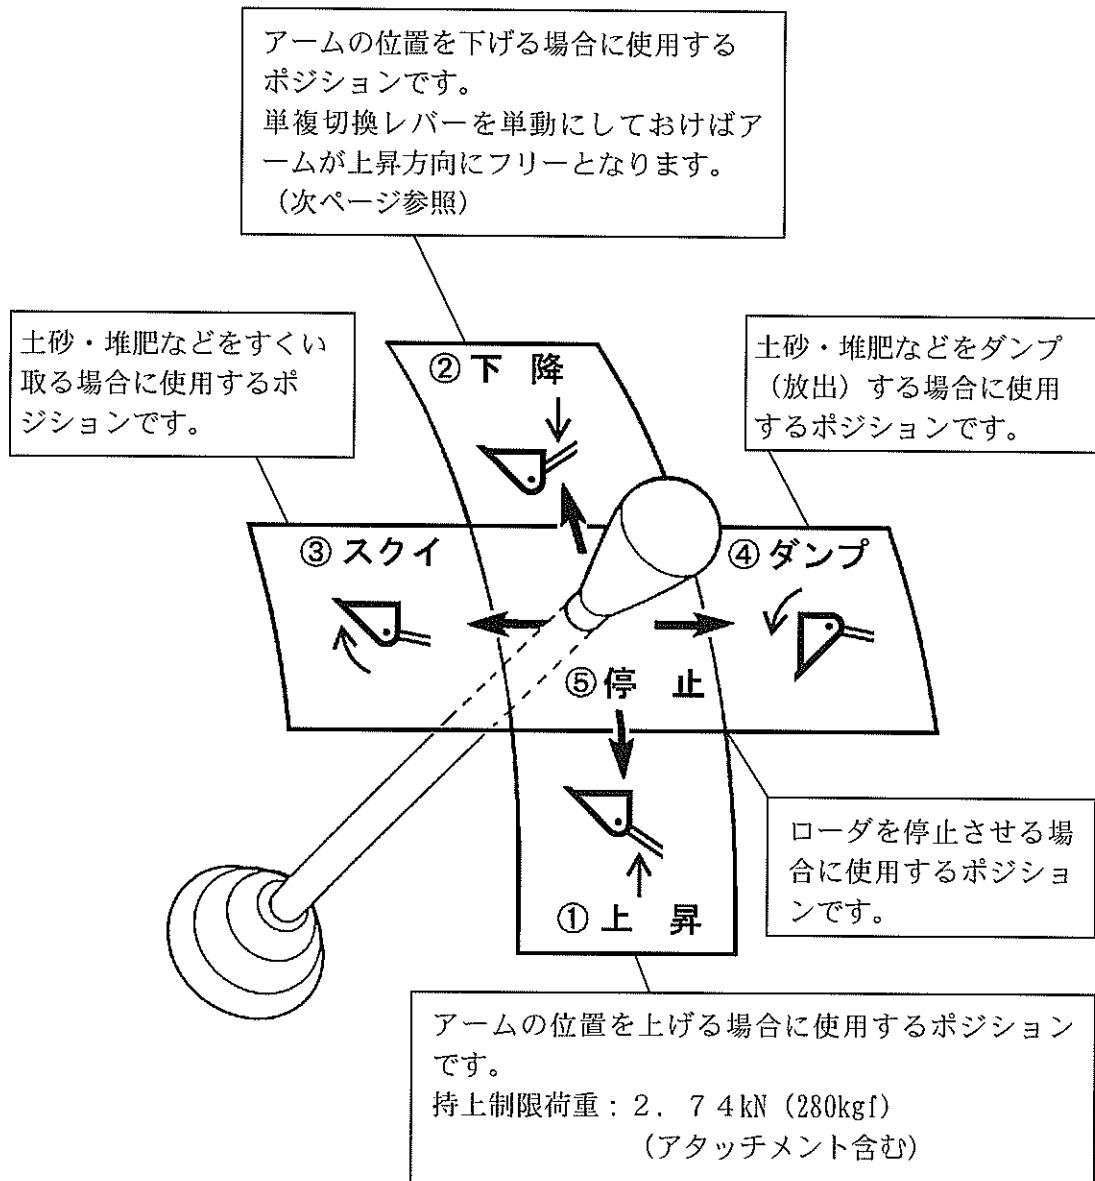 アームの位置を下げる場合に使用する
ポジションです。
単複切換レバーを単動にしておけばア
ームが上昇方向にフリーとなります。
（次ページ参照）
土砂・堆肥などをすくい
取る場合に使用するポ
ジションです。
土砂・堆肥などをダンプ
（放出）する場合に使用
するポジションです。
②下　降
③スクイ
④ダンプ
⑤停　止
①上　昇
ローダを停止させる場
合に使用するポジショ
ンです。
アームの位置を上げる場合に使用するポジション
です。
持上制限荷重：２．７４kN（280kgf）
（アタッチメント含む）